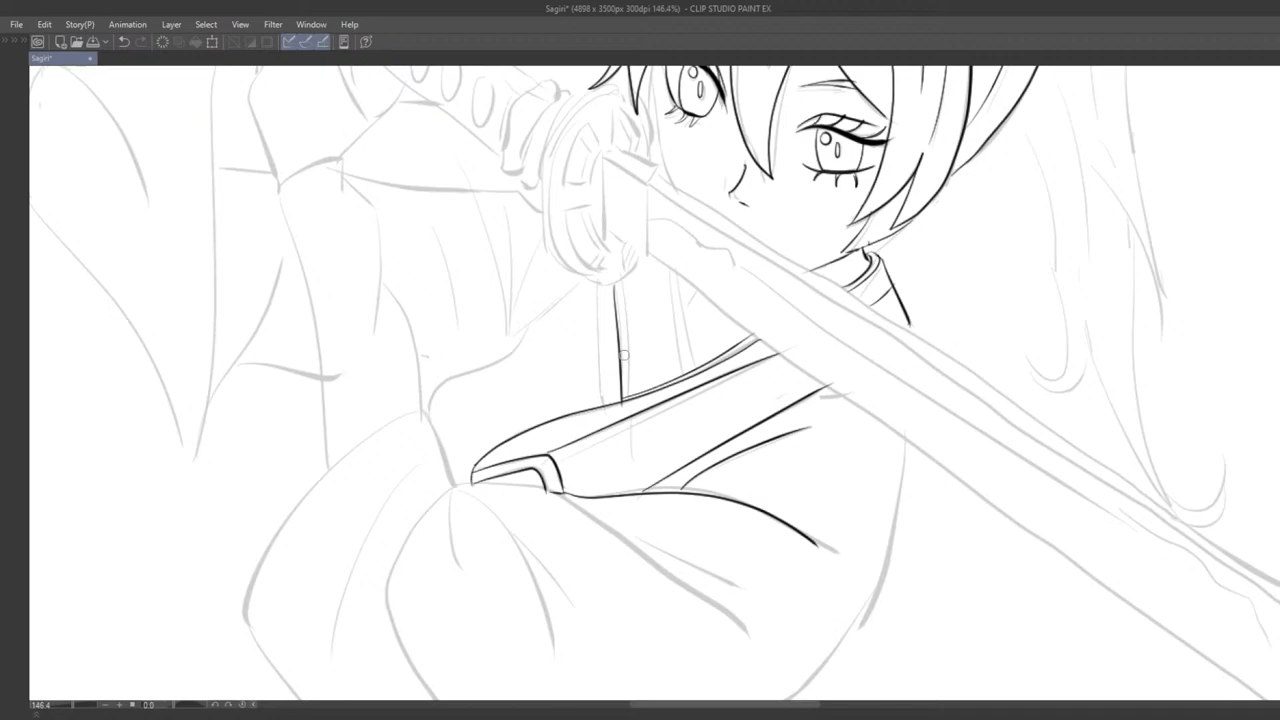 Sagiri* (4898 x 3500px 300dpi 146.4%) - CLIP STUDIO PAINT EX
File Edit Story(P) Animation Layer Select View Filter Window Help
Sagiri*
146.4 0.0